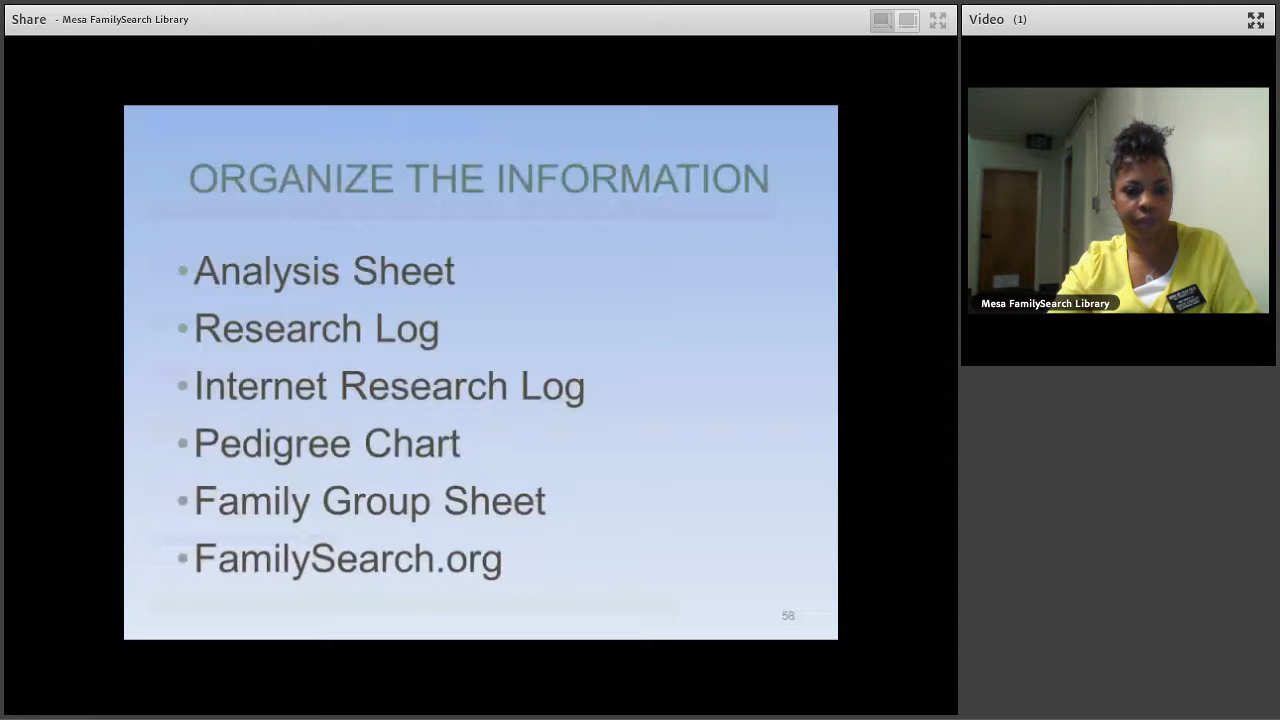 Share - Mesa FamilySearch Library
Video (1)
ORGANIZE THE INFORMATION
•Analysis Sheet
•Research Log
•Internet Research Log
•Pedigree Chart
•Family Group Sheet
•FamilySearch.org
58
Mesa FamilySearch Library